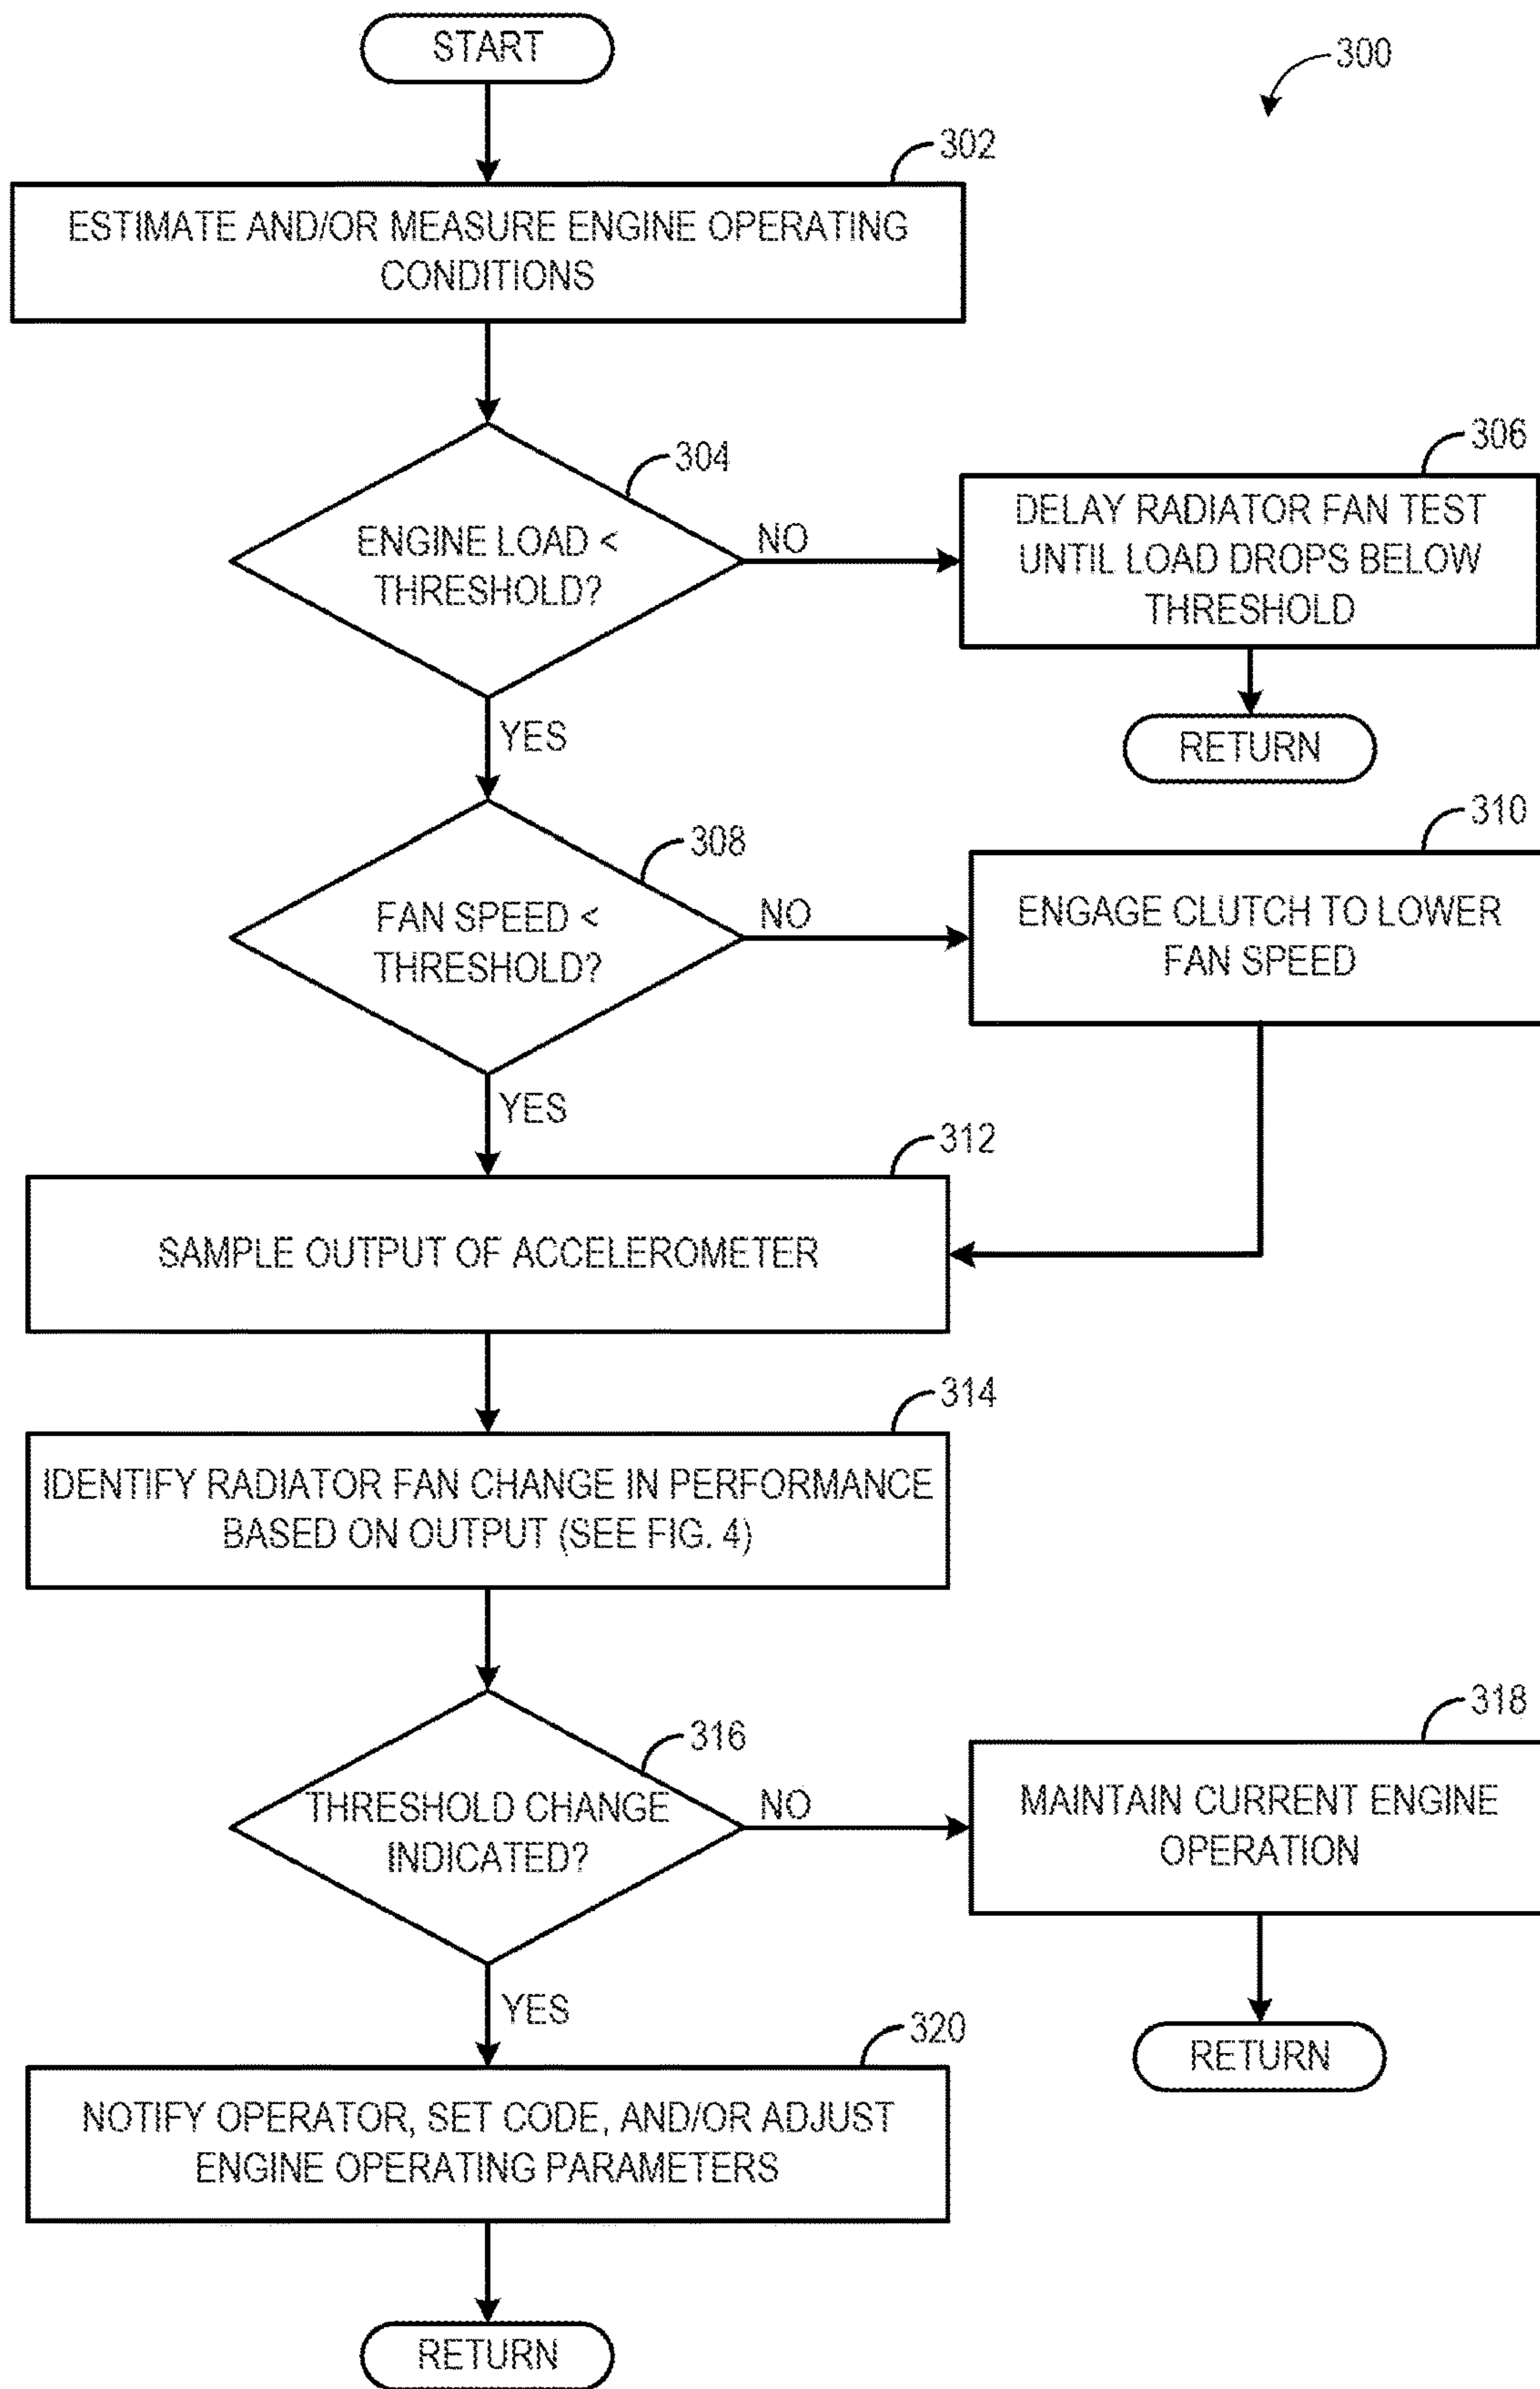 START
300
302
ESTIMATE AND/OR MEASURE ENGINE OPERATING
CONDITIONS
304
ENGINE LOAD <
THRESHOLD?
NO
306
DELAY RADIATOR FAN TEST
UNTIL LOAD DROPS BELOW
THRESHOLD
RETURN
YES
308
FAN SPEED <
THRESHOLD?
NO
310
ENGAGE CLUTCH TO LOWER
FAN SPEED
YES
312
SAMPLE OUTPUT OF ACCELEROMETER
314
IDENTIFY RADIATOR FAN CHANGE IN PERFORMANCE
BASED ON OUTPUT (SEE FIG. 4)
316
THRESHOLD CHANGE
INDICATED?
NO
318
MAINTAIN CURRENT ENGINE
OPERATION
RETURN
YES
320
NOTIFY OPERATOR, SET CODE, AND/OR ADJUST
ENGINE OPERATING PARAMETERS
RETURN